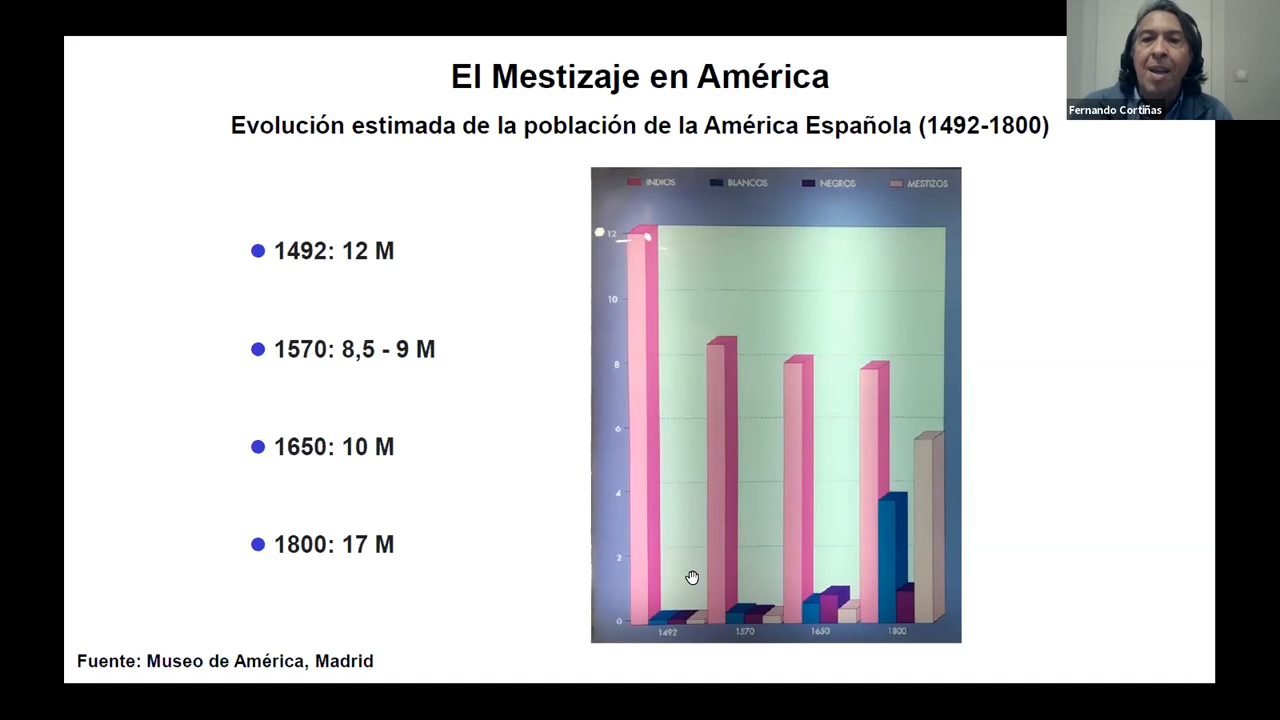 El Mestizaje en América
Fernando Cortiñas
Evolución estimada de la población de la América Española (1492-1800)
1492: 12 M
1570: 8,5 - 9 M
1650: 10 M
1800: 17 M
INDIOS BLANCOS NEGROS MESTIZOS
12
10
8
6
4
2
0
1492 1570 1650 1800
Fuente: Museo de América, Madrid